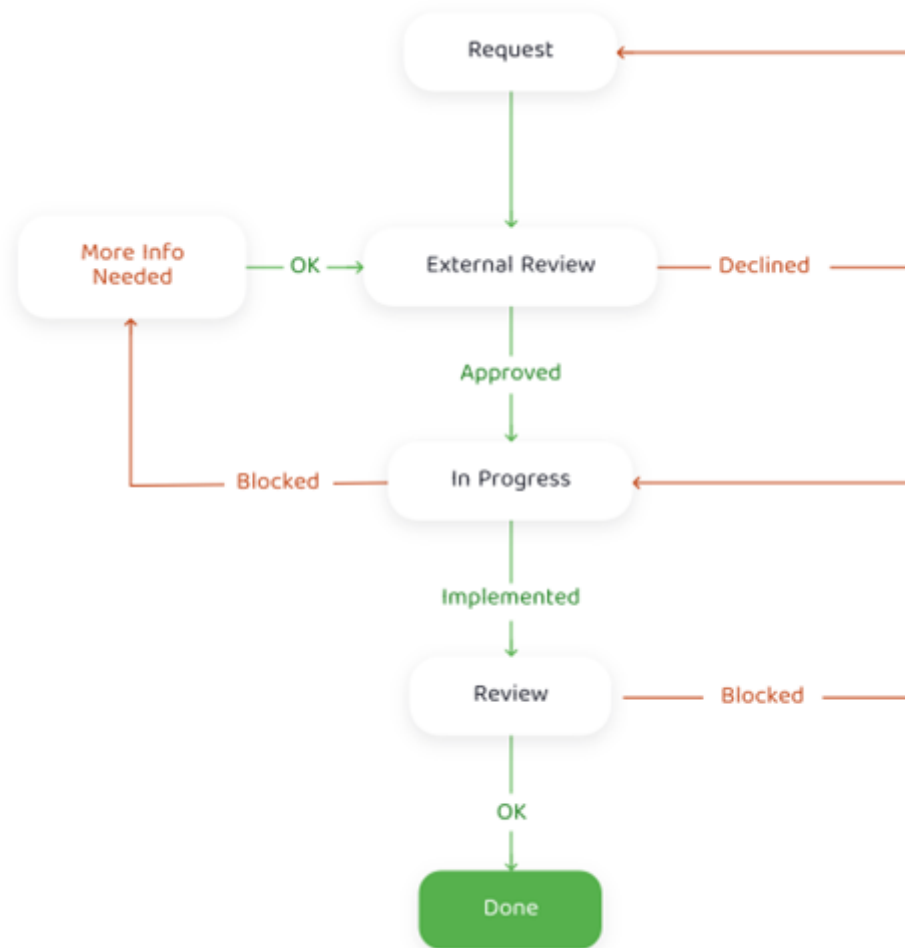 Request
More Info
Needed
OK
External Review
Declined
Approved
Blocked
In Progress
Implemented
Review
Blocked
OK
Done